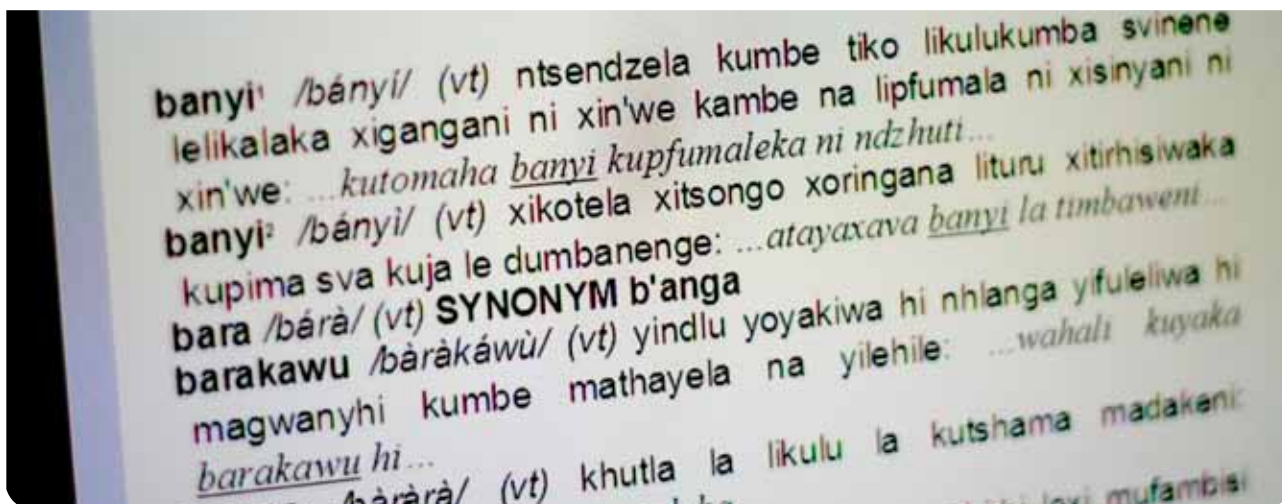 banyi¹ /bányí/ (vt) ntsendzela kumbe tiko likulukumba svinene
lelikalaka xigangani ni xin'we kambe na lipfumala ni xisinyani ni
xin'we: ...kutomaha banyi kupfumaleka ni ndzhuti...
banyi² /bányì/ (vt) xikotela xitsongo xoringana lituru xitirhisiwaka
kupima sva kuja le dumbanenge: ...atayaxava banyi la timbaweni...
bara /bárà/ (vt) SYNONYM b'anga
barakawu /bàràkáwù/ (vt) yindlu yoyakiwa hi nhlanga yifuleliwa hi
magwanyhi kumbe mathayela na yilehile: ...wahali kuyaka
barakawu hi...
/bàràrà/ (vt) khutla la likulu la kutshama madakeni:
mufambisi